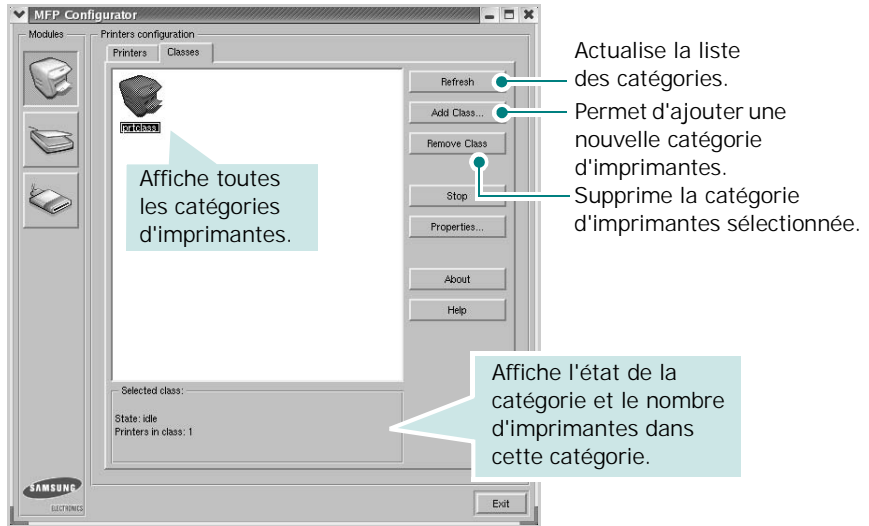 MFP Configurator
Modules
Printers configuration
Printers
Classes
prtclass
Refresh
Add Class...
Remove Class
Stop
Properties...
About
Help
Affiche toutes
les catégories
d'imprimantes.
Selected class:
State: idle
Printers in class: 1
SAMSUNG
ELECTRONICS
Exit
Actualise la liste
des catégories.
Permet d'ajouter une
nouvelle catégorie
d'imprimantes.
Supprime la catégorie
d'imprimantes sélectionnée.
Affiche l'état de la
catégorie et le nombre
d'imprimantes dans
cette catégorie.